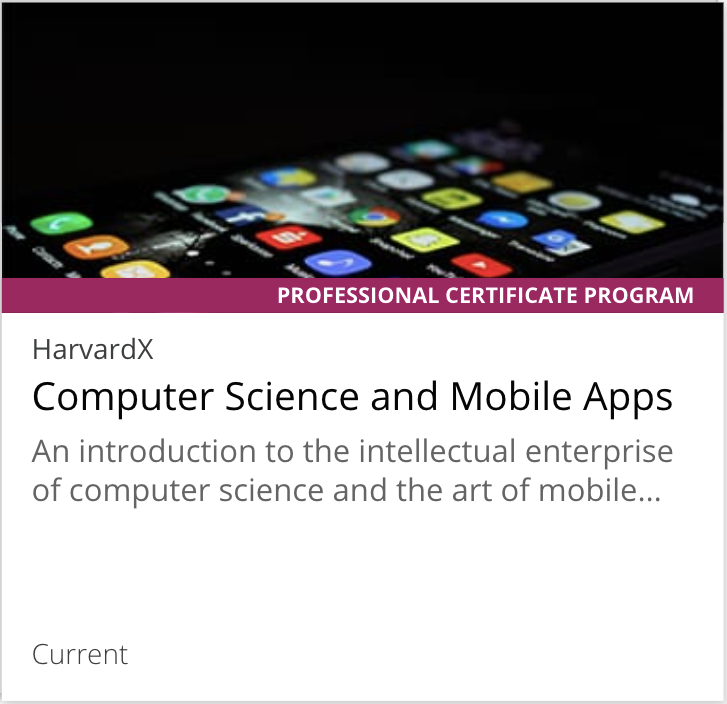 PROFESSIONAL CERTIFICATE PROGRAM
HarvardX
Computer Science and Mobile Apps
An introduction to the intellectual enterprise
of computer science and the art of mobile...
Current